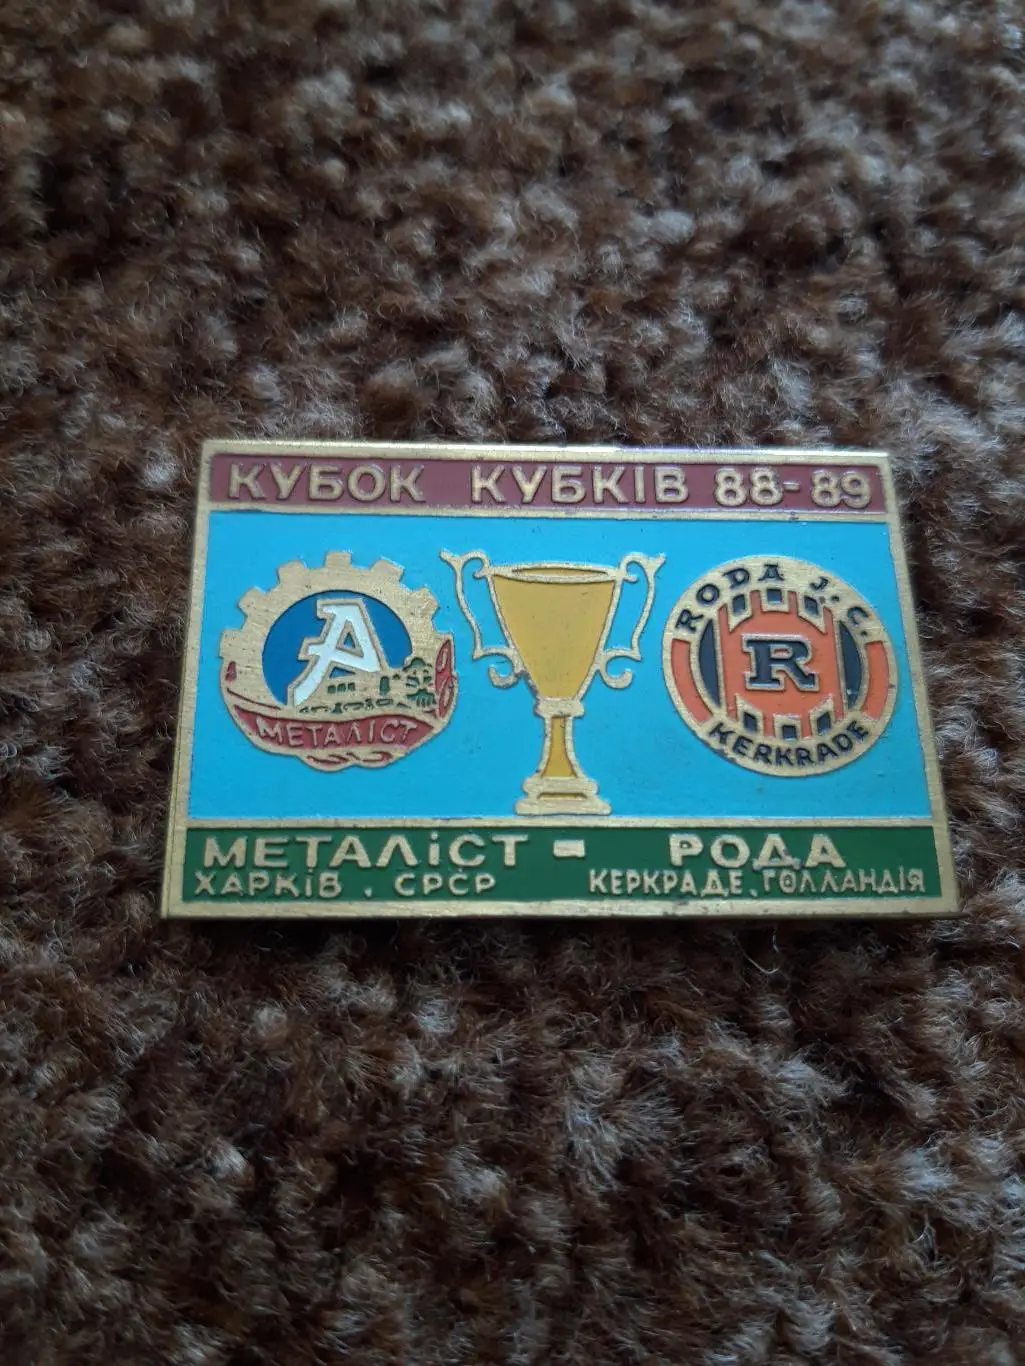 КУБОК КУБКІВ 88-89
А
МЕТАЛІСТ
RODA J.C.
R
KERKRADE
МЕТАЛіСТ - РОДА
ХАРКіВ. СРСР КЕРКРАДЕ, ГОЛЛАНДІЯ